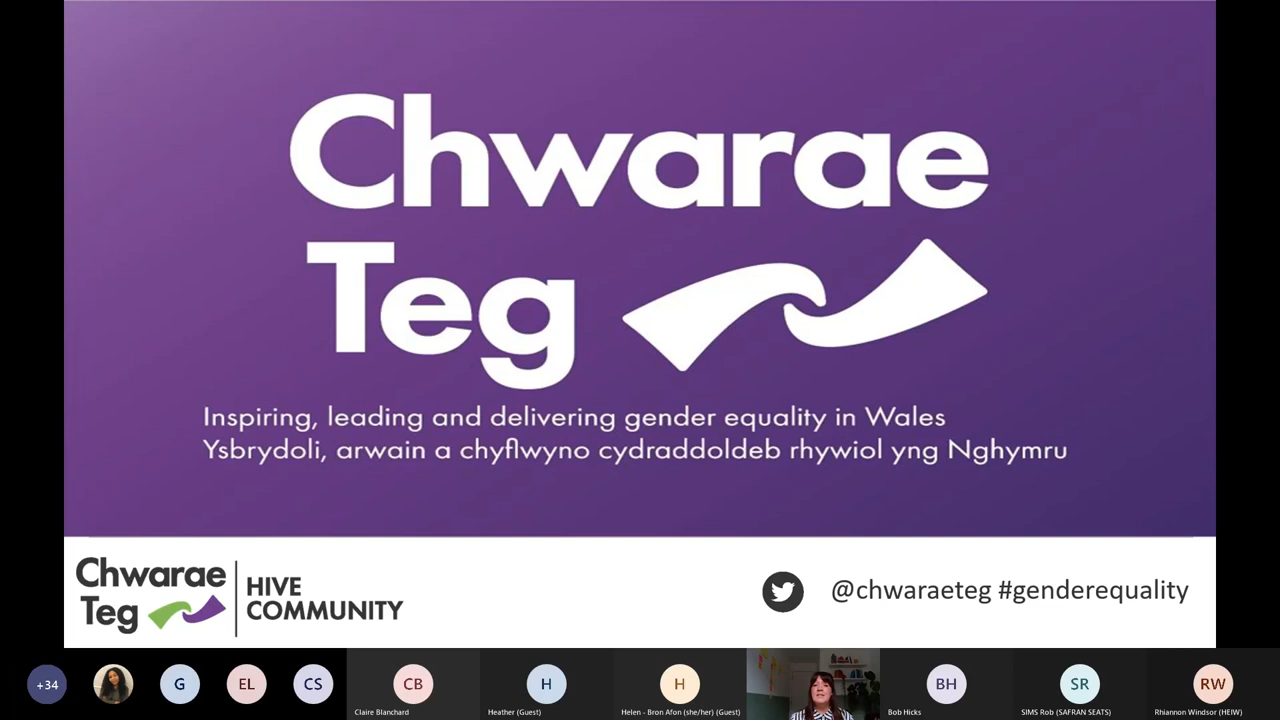 Chwarae
Teg
Inspiring, leading and delivering gender equality in Wales
Ysbrydoli, arwain a chyflwyno cydraddoldeb rhywiol yng Nghymru
Chwarae
Teg
HIVE
COMMUNITY
@chwaraeteg #genderequality
+34
G
EL
CS
CB
H
H
BH
SR
RW
Claire Blanchard
Heather (Guest)
Helen - Bron Afon (she/her) (Guest)
Bob Hicks
SIMS Rob (SAFRAN SEATS)
Rhiannon Windsor (HEIW)